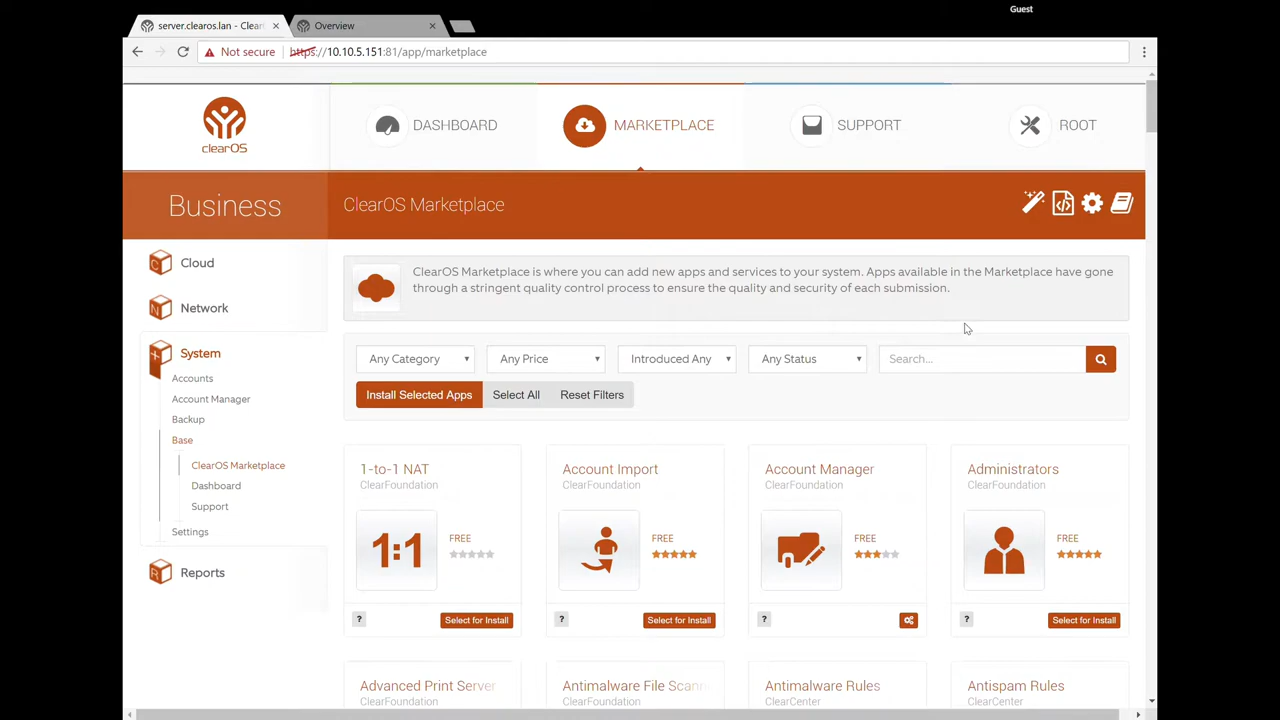 Guest
server.clearos.lan - Clear
Overview
Not secure https://10.10.5.151:81/app/marketplace
clearOS
DASHBOARD
MARKETPLACE
SUPPORT
ROOT
Business
ClearOS Marketplace
Cloud
Network
System
Accounts
Account Manager
Backup
Base
ClearOS Marketplace
Dashboard
Support
Settings
Reports
ClearOS Marketplace is where you can add new apps and services to your system. Apps available in the Marketplace have gone
through a stringent quality control process to ensure the quality and security of each submission.
Any Category Any Price Introduced Any Any Status Search...
Install Selected Apps Select All Reset Filters
1-to-1 NAT
ClearFoundation
1:1
FREE
? Select for Install
Account Import
ClearFoundation
FREE
? Select for Install
Account Manager
ClearFoundation
FREE
?
Administrators
ClearFoundation
FREE
? Select for Install
Advanced Print Server
ClearFoundation
Antimalware File Scann
ClearFoundation
Antimalware Rules
ClearCenter
Antispam Rules
ClearCenter